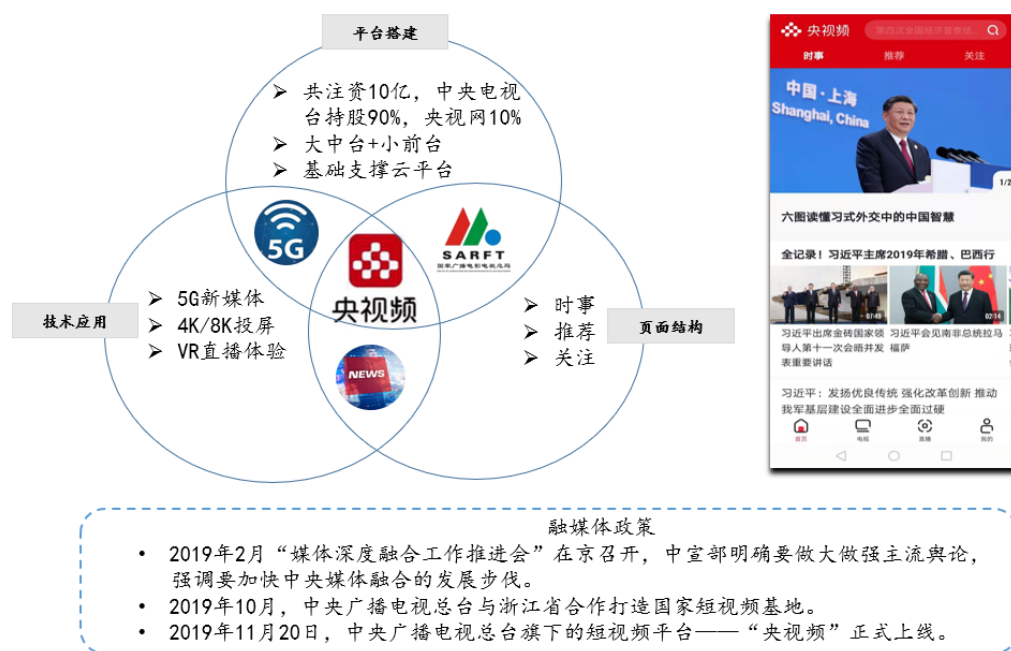 平台搭建
➢ 共注资10亿，中央电视
台持股90%，央视网10%
➢ 大中台+小前台
➢ 基础支撑云平台
5G
SARFT
国家广播电影电视总局
央视频
技术应用
➢ 5G新媒体
➢ 4K/8K投屏
➢ VR直播体验
➢ 时事
➢ 推荐
➢ 关注
页面结构
NEWS
央视频
第四次全国经济普查结...
时事 推荐 关注
中国·上海
Shanghai, China
1/2
六图读懂习式外交中的中国智慧
全记录！习近平主席2019年希腊、巴西行
07:49 02:14
习近平出席金砖国家领
导人第十一次会晤并发
表重要讲话
习近平会见南非总统拉马
福萨
习近平：发扬优良传统 强化改革创新 推动
我军基层建设全面进步全面过硬
首页 电视 直播 我的
融媒体政策
• 2019年2月“媒体深度融合工作推进会”在京召开，中宣部明确要做大做强主流舆论，
强调要加快中央媒体融合的发展步伐。
• 2019年10月，中央广播电视总台与浙江省合作打造国家短视频基地。
• 2019年11月20日，中央广播电视总台旗下的短视频平台——“央视频”正式上线。